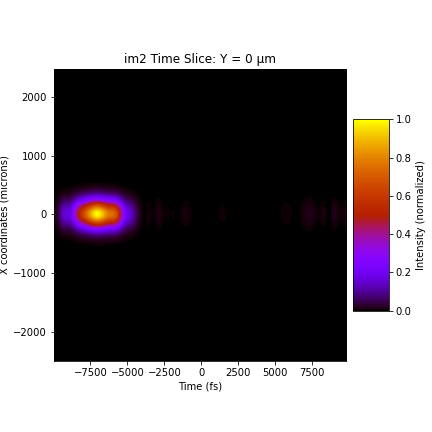 im2 Time Slice: Y = 0 μm
X coordinates (microns)
2000
1000
0
−1000
−2000
−7500 −5000 −2500 0 2500 5000 7500
Time (fs)
1.0
0.8
0.6
0.4
0.2
0.0
Intensity (normalized)